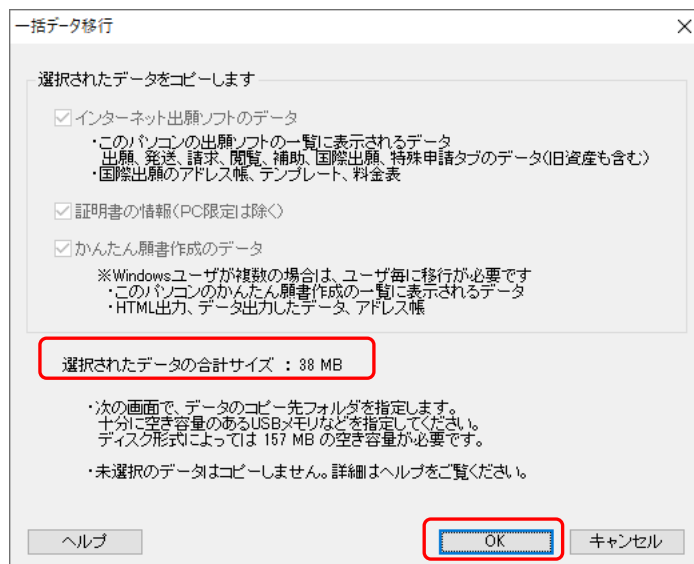 一括データ移行
選択されたデータをコピーします
インターネット出願ソフトのデータ
・このパソコンの出願ソフトの一覧に表示されるデータ
出願、発送、請求、閲覧、補助、国際出願、特殊申請タブのデータ(旧資産も含む)
・国際出願のアドレス帳、テンプレート、料金表
証明書の情報(PC限定は除く)
かんたん願書作成のデータ
※Windowsユーザが複数の場合は、ユーザ毎に移行が必要です
・このパソコンのかんたん願書作成の一覧に表示されるデータ
・HTML出力、データ出力したデータ、アドレス帳
選択されたデータの合計サイズ : 38 MB
・次の画面で、データのコピー先フォルダを指定します。
十分に空き容量のあるUSBメモリなどを指定してください。
ディスク形式によっては 157 MB の空き容量が必要です。
・未選択のデータはコピーしません。詳細はヘルプをご覧ください。
ヘルプ OK キャンセル